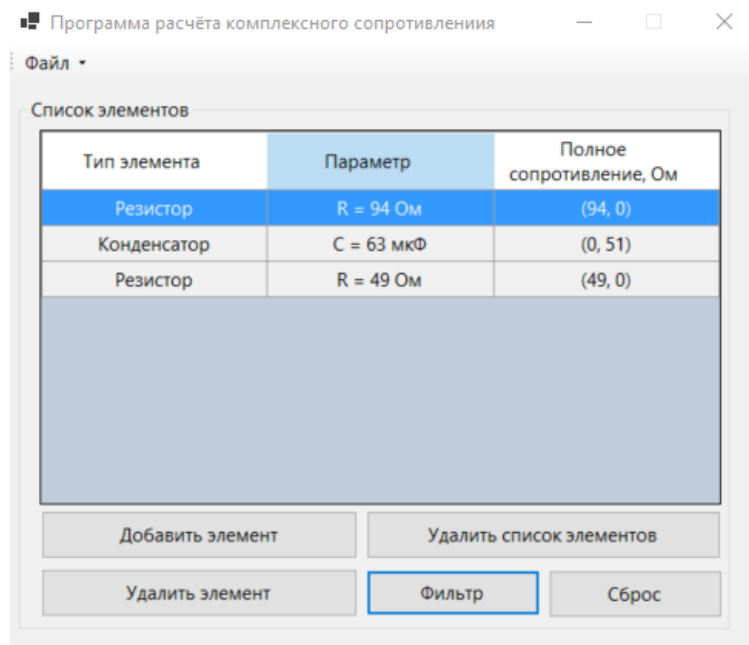 Программа расчёта комплексного сопротивлениия
Файл
Список элементов
Тип элемента Параметр Полное сопротивление, Ом
Резистор R = 94 Ом (94, 0)
Конденсатор C = 63 мкФ (0, 51)
Резистор R = 49 Ом (49, 0)
Добавить элемент Удалить список элементов
Удалить элемент Фильтр Сброс